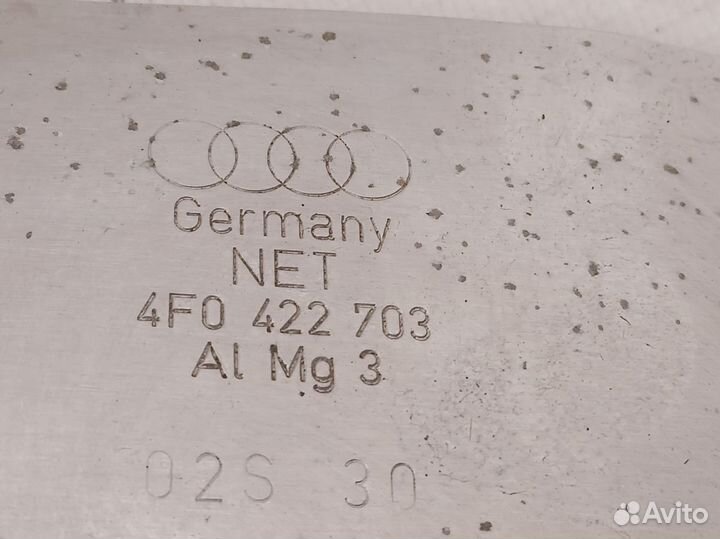 Germany
NET
4F0 422 703
Al Mg 3
02S 30
Avito